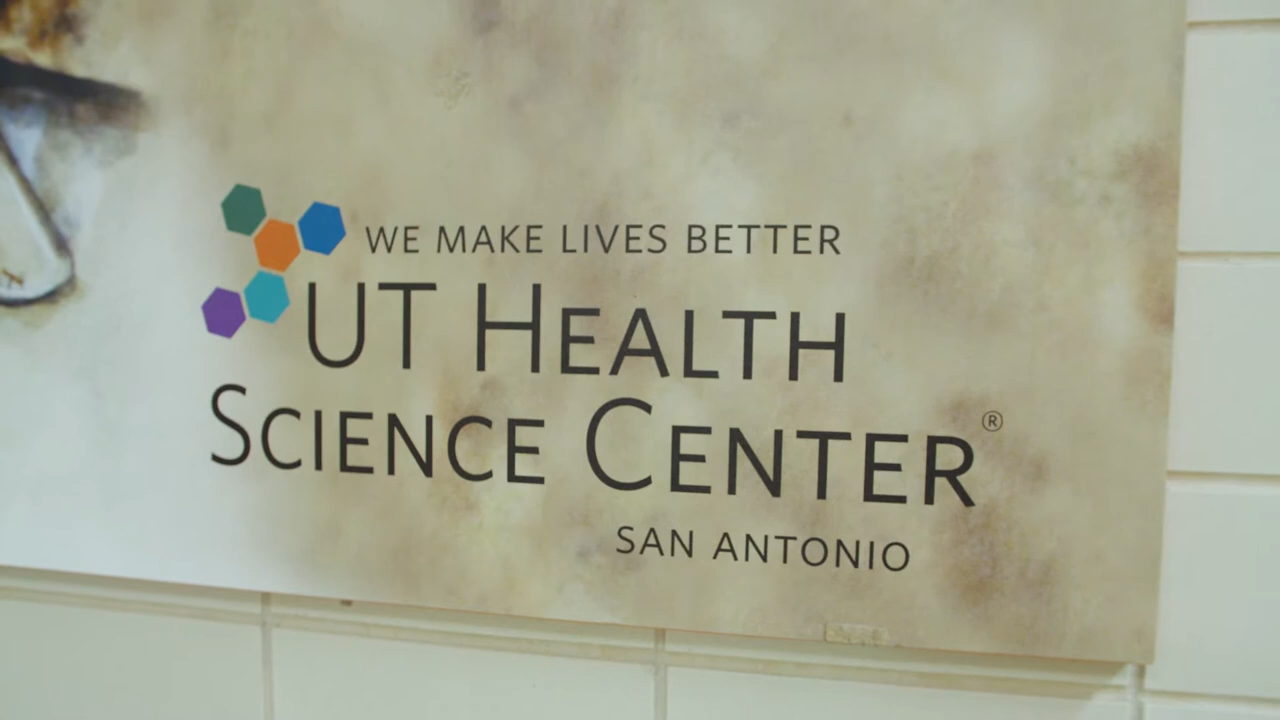 WE MAKE LIVES BETTER
UT HEALTH
SCIENCE CENTER®
SAN ANTONIO